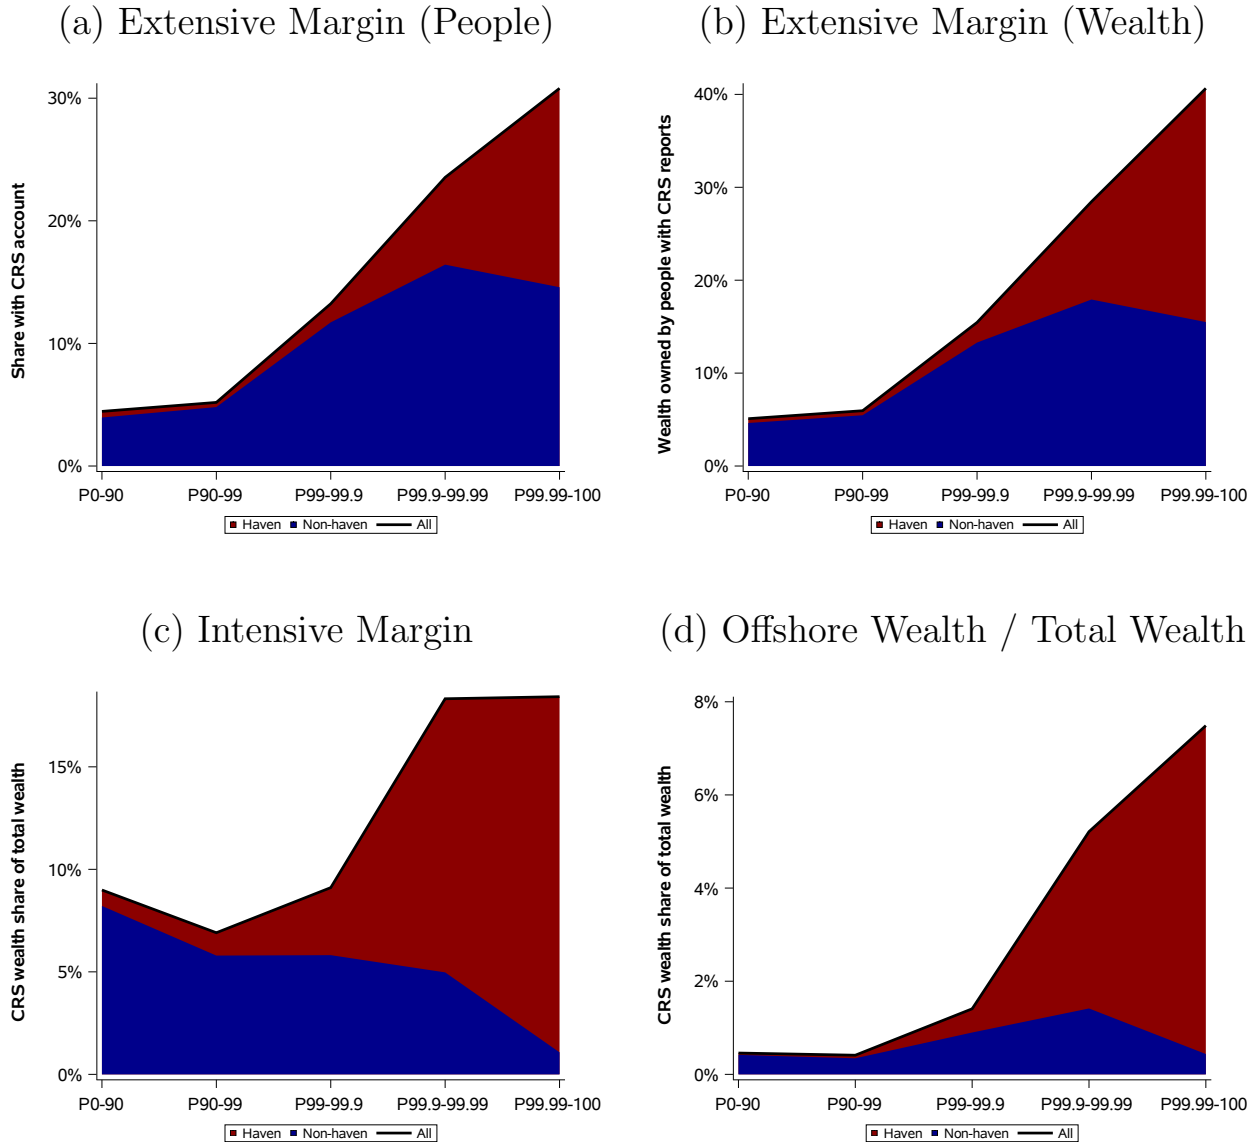 (a) Extensive Margin (People)
Share with CRS account
30%
20%
10%
0%
P0-90 P90-99 P99-99.9 P99.9-99.99 P99.99-100
Haven Non-haven All
(b) Extensive Margin (Wealth)
Wealth owned by people with CRS reports
40%
30%
20%
10%
0%
P0-90 P90-99 P99-99.9 P99.9-99.99 P99.99-100
Haven Non-haven All
(c) Intensive Margin
CRS wealth share of total wealth
15%
10%
5%
0%
P0-90 P90-99 P99-99.9 P99.9-99.99 P99.99-100
Haven Non-haven All
(d) Offshore Wealth / Total Wealth
CRS wealth share of total wealth
8%
6%
4%
2%
0%
P0-90 P90-99 P99-99.9 P99.9-99.99 P99.99-100
Haven Non-haven All